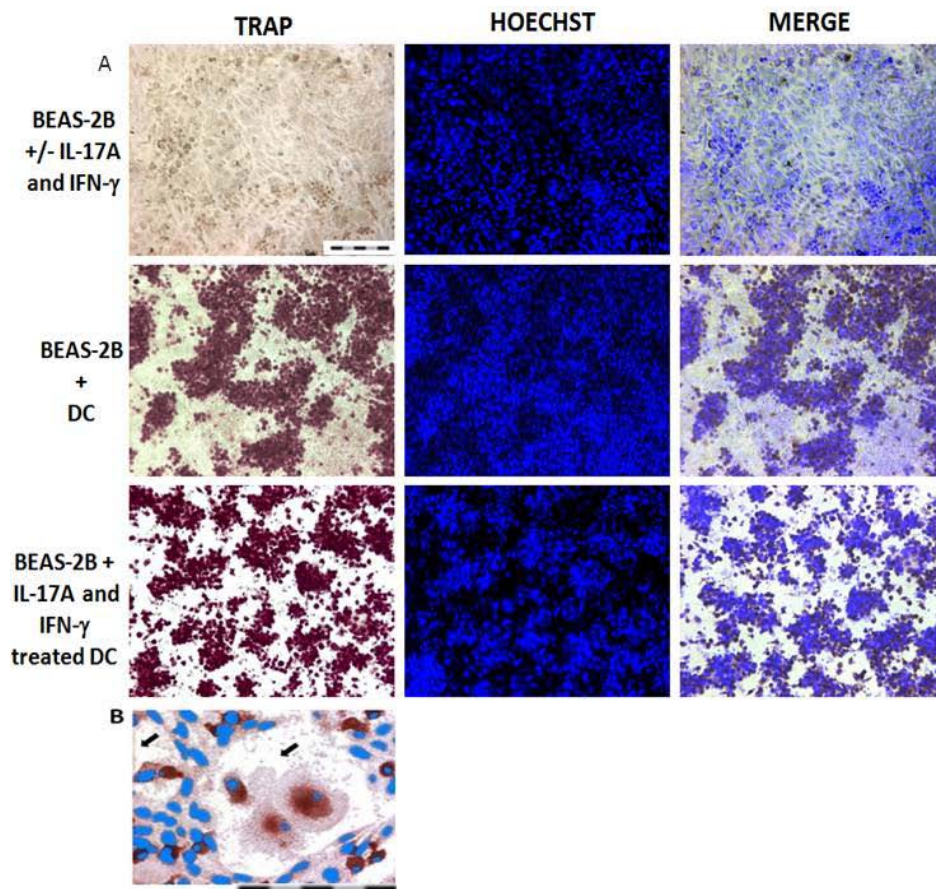 TRAP HOECHST MERGE
A
BEAS-2B
+/- IL-17A
and IFN-γ
BEAS-2B
+
DC
BEAS-2B +
IL-17A and
IFN-γ
treated DC
B